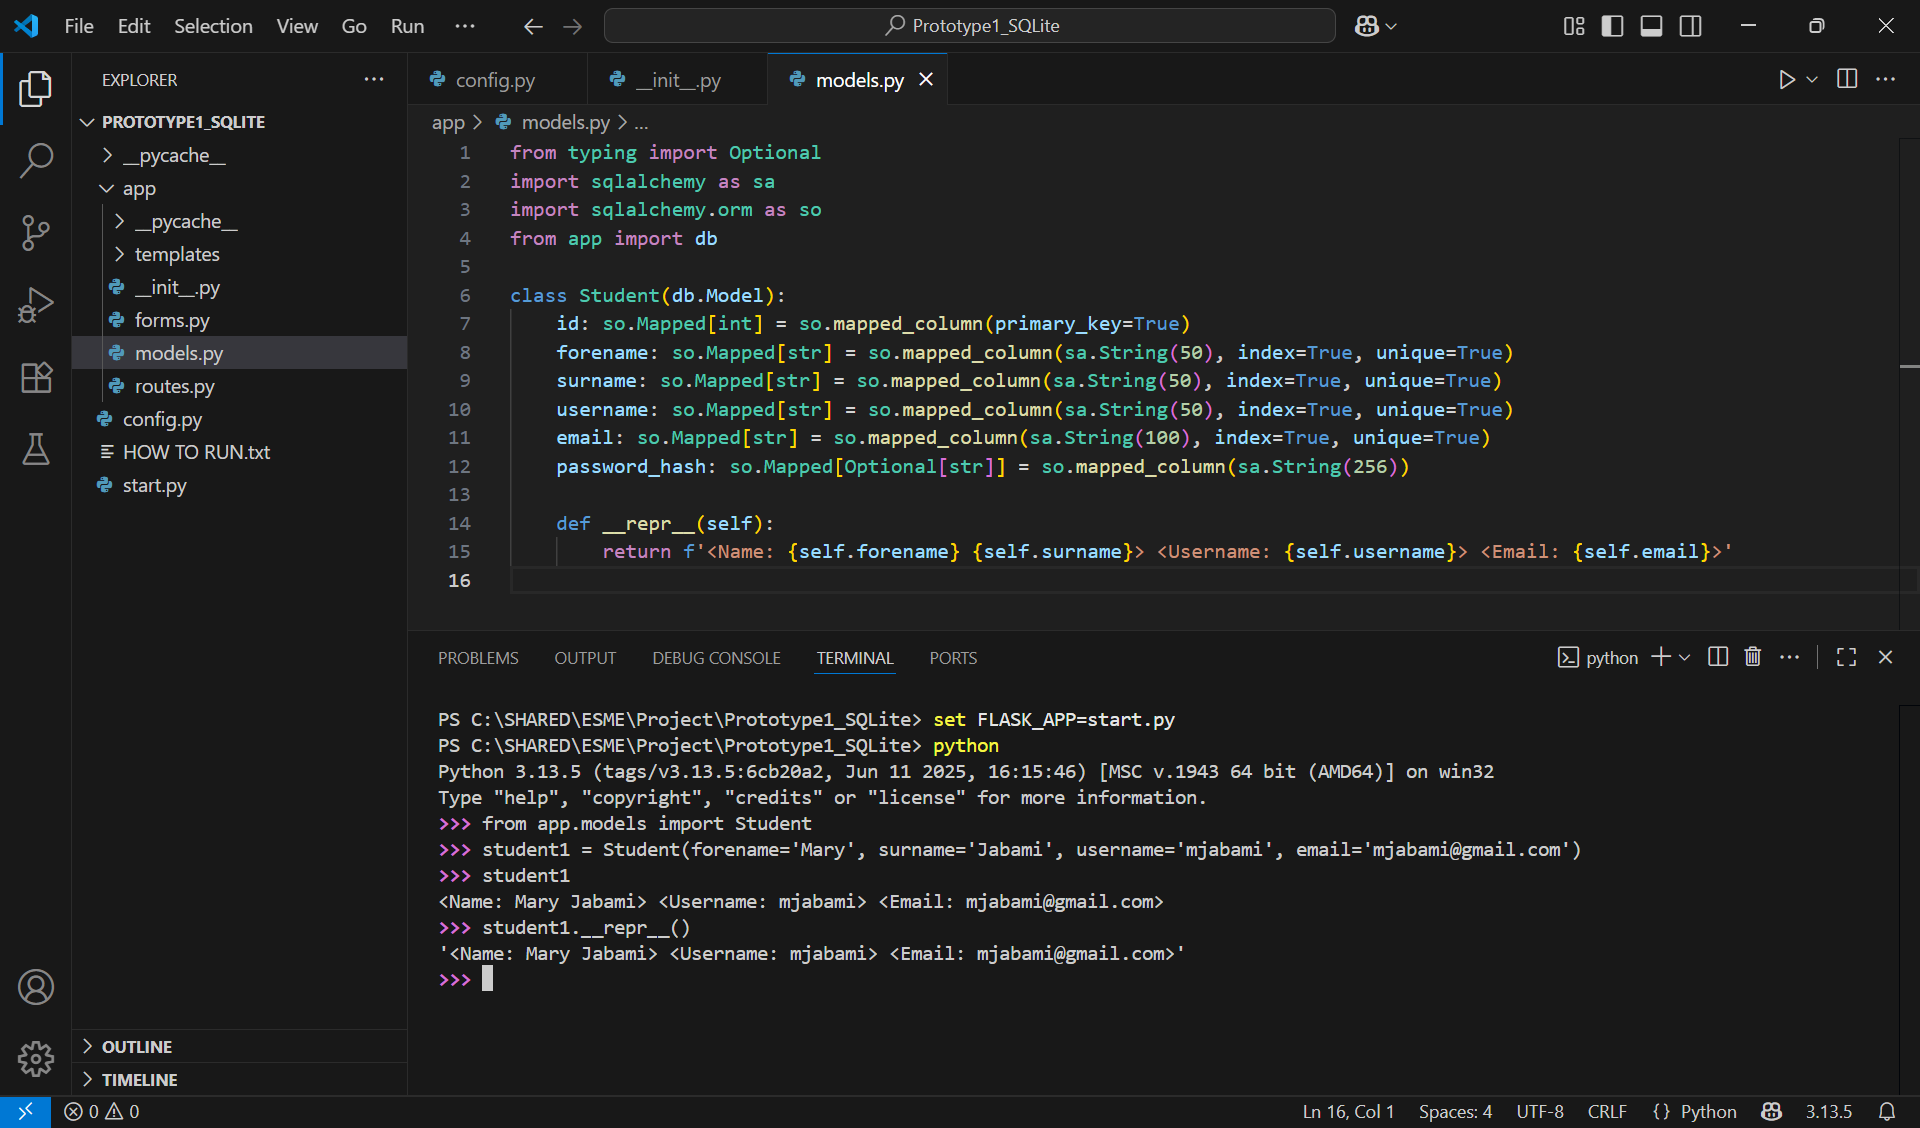 File Edit Selection View Go Run ...
Prototype1_SQLite
EXPLORER ...
PROTOTYPE1_SQLITE
__pycache__
app
__pycache__
templates
__init__.py
forms.py
models.py
routes.py
config.py
HOW TO RUN.txt
start.py
OUTLINE
TIMELINE
config.py __init__.py models.py
app > models.py > ...
1 from typing import Optional
2 import sqlalchemy as sa
3 import sqlalchemy.orm as so
4 from app import db
5
6 class Student(db.Model):
7 id: so.Mapped[int] = so.mapped_column(primary_key=True)
8 forename: so.Mapped[str] = so.mapped_column(sa.String(50), index=True, unique=True)
9 surname: so.Mapped[str] = so.mapped_column(sa.String(50), index=True, unique=True)
10 username: so.Mapped[str] = so.mapped_column(sa.String(50), index=True, unique=True)
11 email: so.Mapped[str] = so.mapped_column(sa.String(100), index=True, unique=True)
12 password_hash: so.Mapped[Optional[str]] = so.mapped_column(sa.String(256))
13
14 def __repr__(self):
15 return f'<Name: {self.forename} {self.surname}> <Username: {self.username}> <Email: {self.email}>'
16
PROBLEMS OUTPUT DEBUG CONSOLE TERMINAL PORTS
python
PS C:\SHARED\ESME\Project\Prototype1_SQLite> set FLASK_APP=start.py
PS C:\SHARED\ESME\Project\Prototype1_SQLite> python
Python 3.13.5 (tags/v3.13.5:6cb20a2, Jun 11 2025, 16:15:46) [MSC v.1943 64 bit (AMD64)] on win32
Type "help", "copyright", "credits" or "license" for more information.
>>> from app.models import Student
>>> student1 = Student(forename='Mary', surname='Jabami', username='mjabami', email='mjabami@gmail.com')
>>> student1
<Name: Mary Jabami> <Username: mjabami> <Email: mjabami@gmail.com>
>>> student1.__repr__()
'<Name: Mary Jabami> <Username: mjabami> <Email: mjabami@gmail.com>'
>>>
0 0
Ln 16, Col 1 Spaces: 4 UTF-8 CRLF {} Python 3.13.5